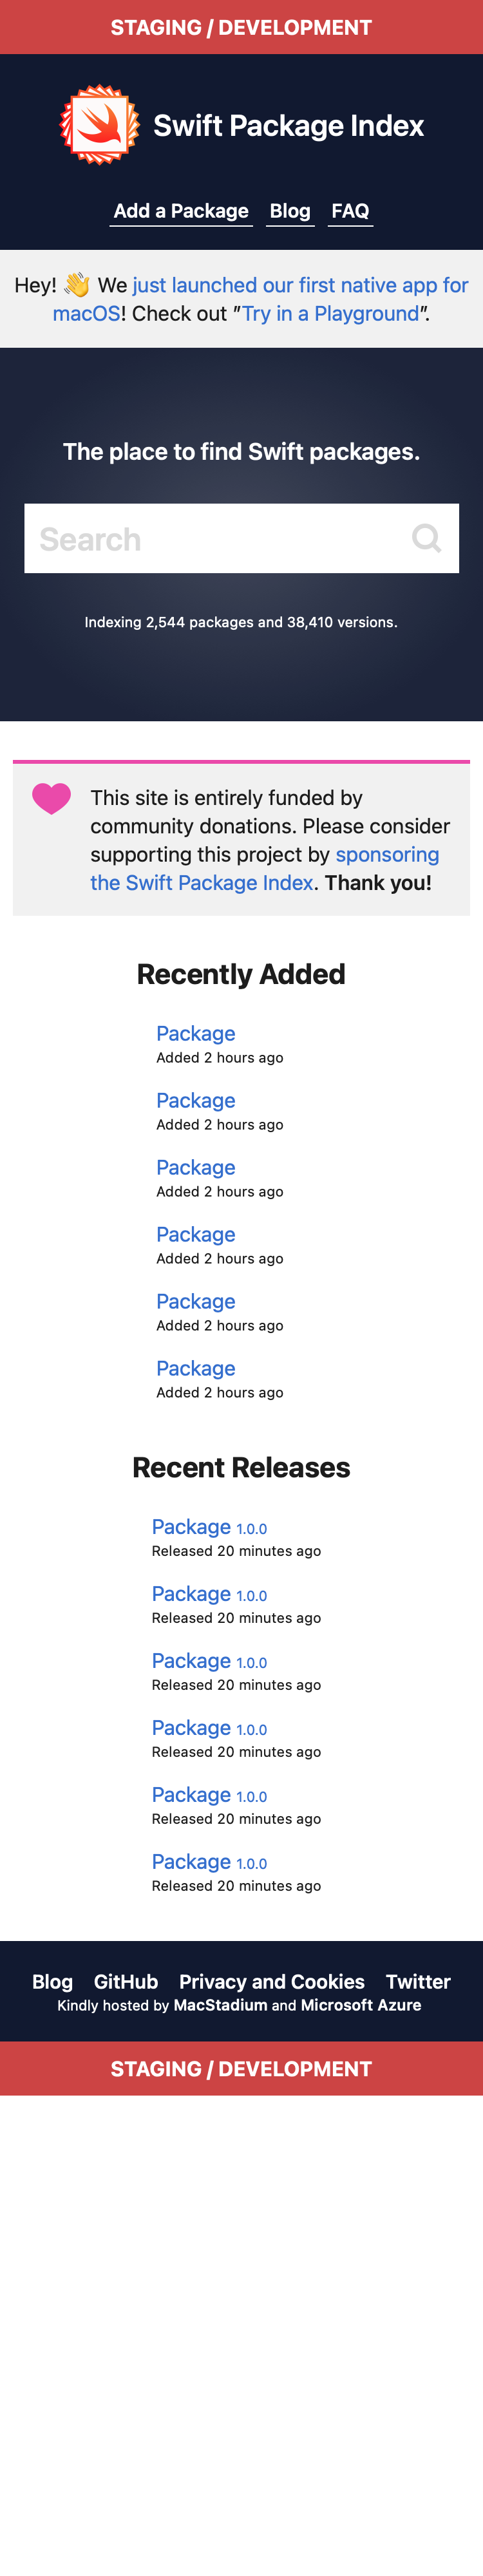 STAGING / DEVELOPMENT
Swift Package Index
Add a Package Blog FAQ
Hey! 👋 We just launched our first native app for
macOS! Check out "Try in a Playground".
The place to find Swift packages.
Search
Indexing 2,544 packages and 38,410 versions.
This site is entirely funded by
community donations. Please consider
supporting this project by sponsoring
the Swift Package Index. Thank you!
Recently Added
Package
Added 2 hours ago
Package
Added 2 hours ago
Package
Added 2 hours ago
Package
Added 2 hours ago
Package
Added 2 hours ago
Package
Added 2 hours ago
Recent Releases
Package 1.0.0
Released 20 minutes ago
Package 1.0.0
Released 20 minutes ago
Package 1.0.0
Released 20 minutes ago
Package 1.0.0
Released 20 minutes ago
Package 1.0.0
Released 20 minutes ago
Package 1.0.0
Released 20 minutes ago
Blog GitHub Privacy and Cookies Twitter
Kindly hosted by MacStadium and Microsoft Azure
STAGING / DEVELOPMENT